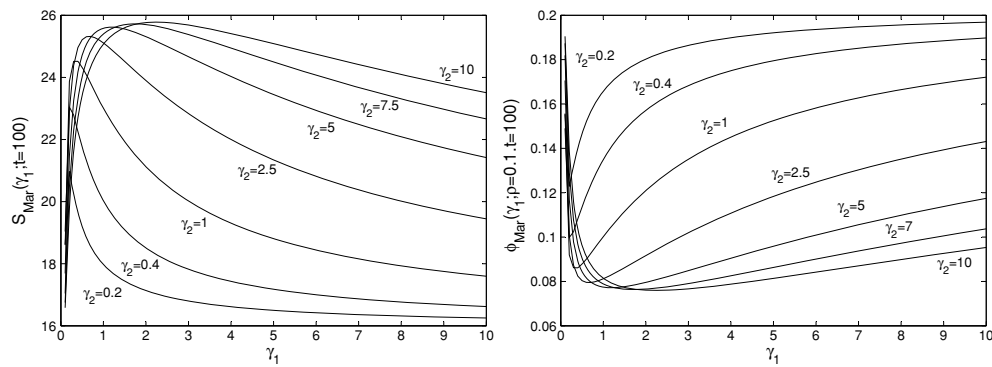 26
24
22
20
18
16
S_Mar(γ_1;t=100)
γ_2=10
γ_2=7.5
γ_2=5
γ_2=2.5
γ_2=1
γ_2=0.4
γ_2=0.2
0 1 2 3 4 5 6 7 8 9 10
γ_1
0.2
0.18
0.16
0.14
0.12
0.1
0.08
0.06
ϕ_Mar(γ_1;ρ=0.1.t=100)
γ_2=0.2
γ_2=0.4
γ_2=1
γ_2=2.5
γ_2=5
γ_2=7
γ_2=10
0 1 2 3 4 5 6 7 8 9 10
γ_1